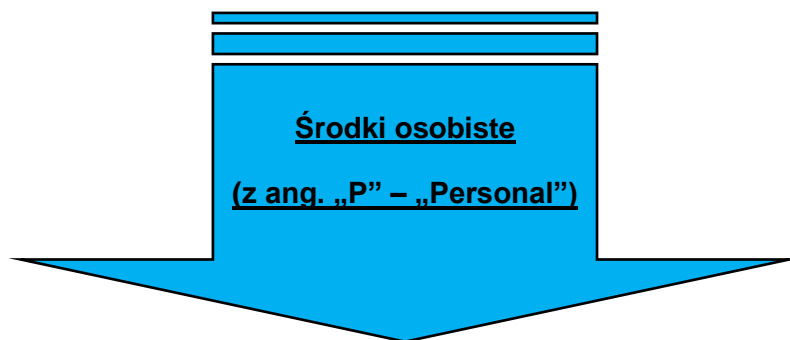 Środki osobiste
(z ang. „P” – „Personal”)